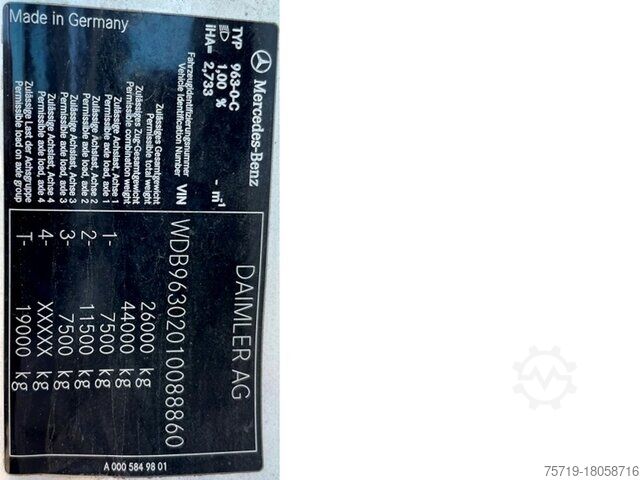 Mercedes-Benz
TYP 963-0-C
1,00 %
iHA= 2,733
- m⁻¹
DAIMLER AG
Fahrzeugidentifizierungsnummer
Vehicle Identification Number VIN WDB96302010088860
Zulässiges Gesamtgewicht
Permissible total weight 26000 kg
Zulässiges Zug-Gesamtgewicht
Permissible combination weight 44000 kg
Zulässige Achslast, Achse 1
Permissible axle load, axle 1 1- 7500 kg
Zulässige Achslast, Achse 2
Permissible axle load, axle 2 2- 11500 kg
Zulässige Achslast, Achse 3
Permissible axle load, axle 3 3- 7500 kg
Zulässige Achslast, Achse 4
Permissible axle load, axle 4 4- XXXXX kg
Zulässige Last der Achsgruppe
Permissible load on axle group T- 19000 kg
Made in Germany
A 000 584 98 01
75719-18058716